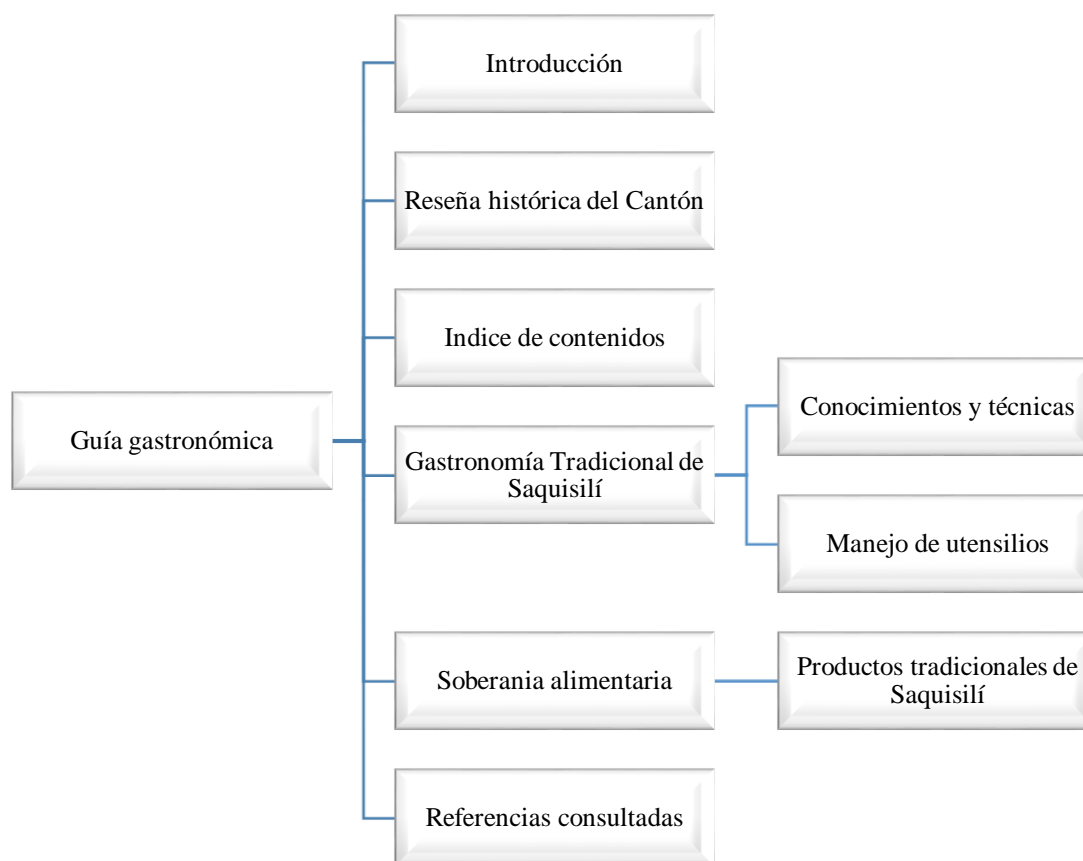 Introducción
Reseña histórica del Cantón
Indice de contenidos
Guía gastronómica
Gastronomía Tradicional de
Saquisilí
Conocimientos y técnicas
Manejo de utensilios
Soberania alimentaria
Productos tradicionales de
Saquisilí
Referencias consultadas